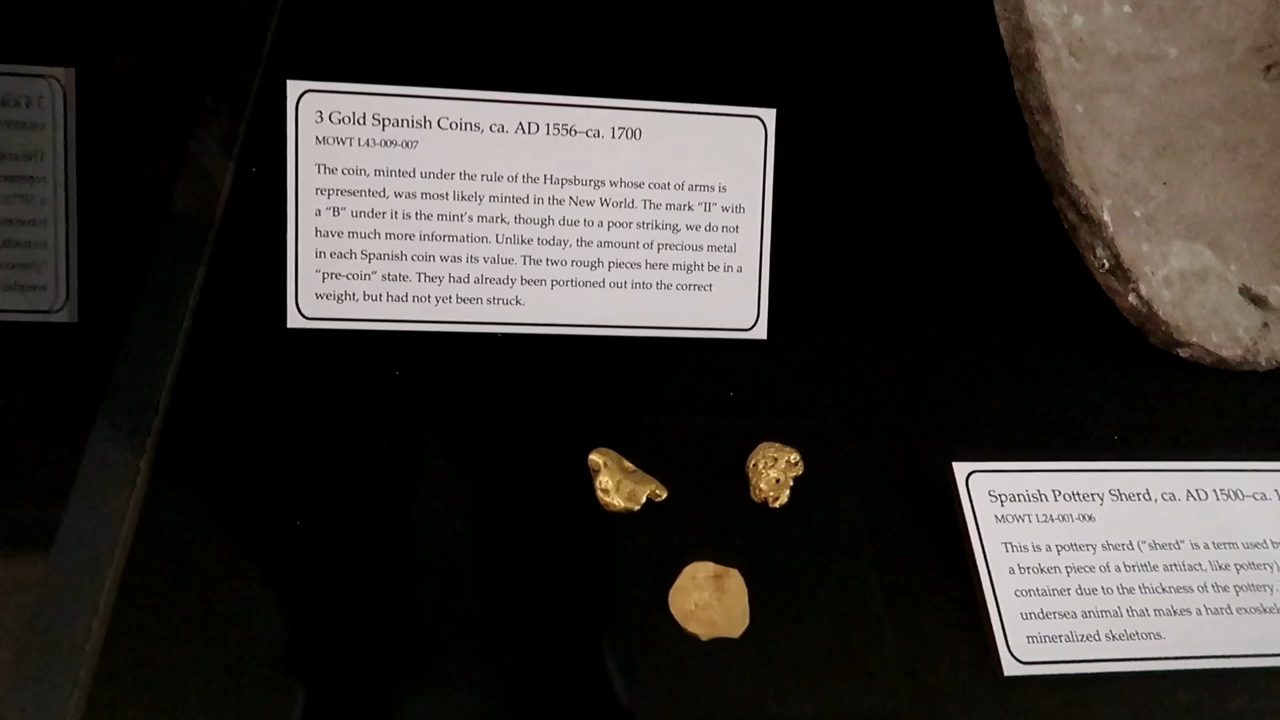 3 Gold Spanish Coins, ca. AD 1556–ca. 1700
MOWT L43-009-007
The coin, minted under the rule of the Hapsburgs whose coat of arms is
represented, was most likely minted in the New World. The mark "II" with
a "B" under it is the mint's mark, though due to a poor striking, we do not
have much more information. Unlike today, the amount of precious metal
in each Spanish coin was its value. The two rough pieces here might be in a
"pre-coin" state. They had already been portioned out into the correct
weight, but had not yet been struck.
Spanish Pottery Sherd, ca. AD 1500–ca.
MOWT L24-001-006
This is a pottery sherd ("sherd" is a term used
a broken piece of a brittle artifact, like pottery)
container due to the thickness of the pottery.
undersea animal that makes a hard
mineralized skeletons.